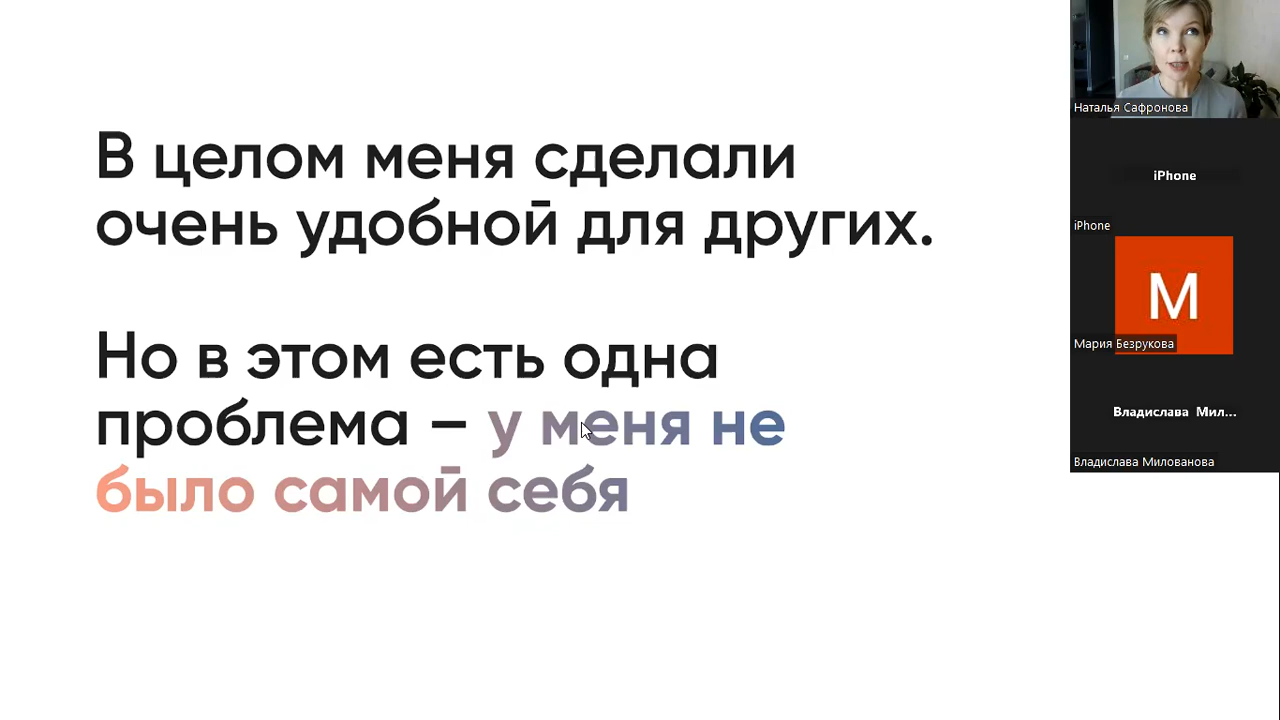 В целом меня сделали
очень удобной для других.
Но в этом есть одна
проблема – у меня не
было самой себя
Наталья Сафронова
iPhone
iPhone
М
Мария Безрукова
Владислава Мил...
Владислава Милованова